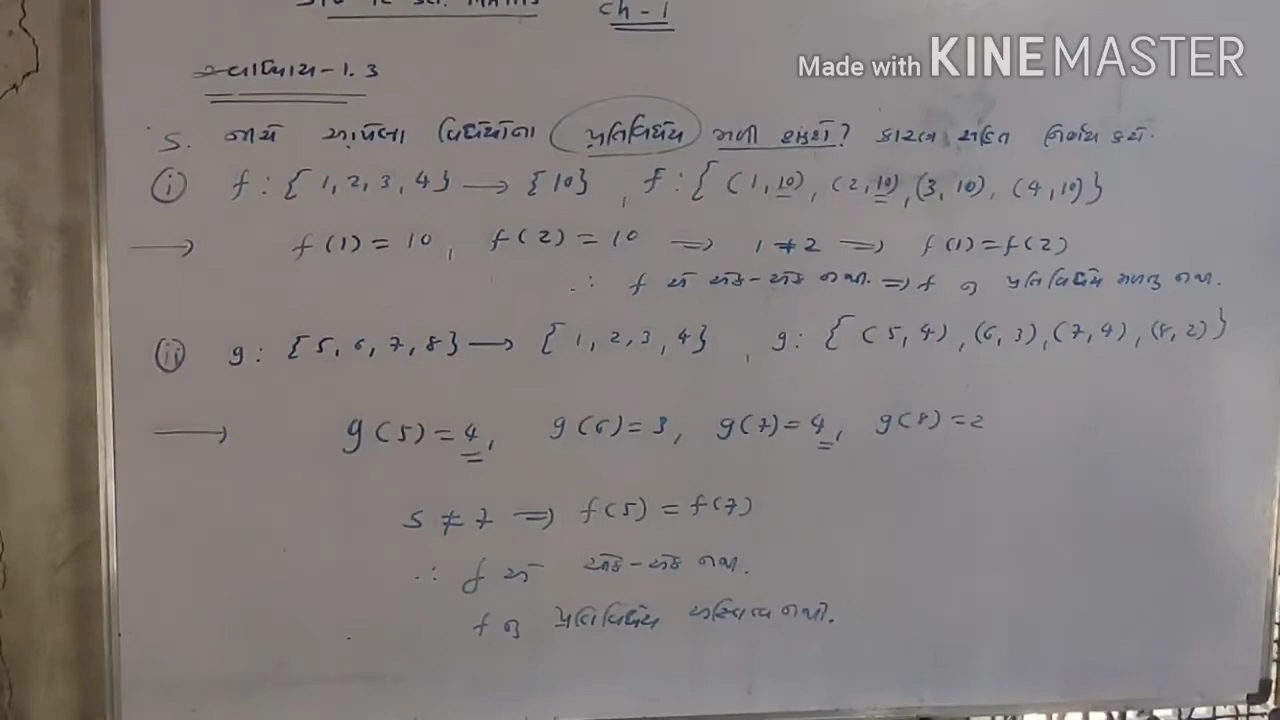 Ch - 1
Made with KINEMASTER
સ્વાધ્યાય - 1.3
5. નીચે આપેલા વિધેયોના પ્રતિવિધેય મળી શકશે? કારણ સહિત નિર્ણય કરો.
(i) f : { 1, 2, 3, 4 } ⟶ { 10 } , f : { (1, 10), (2, 10), (3, 10), (4, 10) }
⟶ f(1) = 10, f(2) = 10 ⟹ 1 ≠ 2 ⟹ f(1) = f(2)
∴ f એ એક-એક નથી. ⟹ f નું પ્રતિવિધેય મળતું નથી.
(ii) g : { 5, 6, 7, 8 } ⟶ { 1, 2, 3, 4 } , g : { (5, 4), (6, 3), (7, 4), (8, 2) }
⟶ g(5) = 4, g(6) = 3, g(7) = 4, g(8) = 2
5 ≠ 7 ⟹ f(5) = f(7)
∴ f એ એક-એક નથી.
f નું પ્રતિવિધેય અસ્તિત્વ નથી.